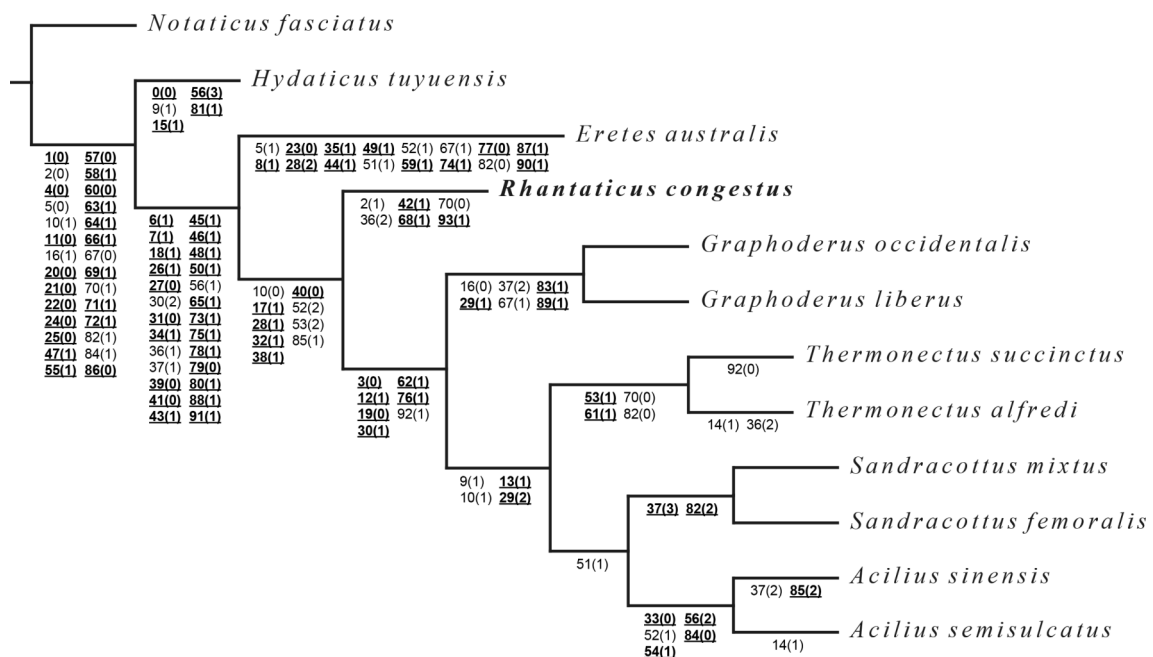 Notaticus fasciatus
Hydaticus tuyuensis
0(0) 56(3)
9(1) 81(1)
15(1)
Eretes australis
5(1) 23(0) 35(1) 49(1) 52(1) 67(1) 77(0) 87(1)
8(1) 28(2) 44(1) 51(1) 59(1) 74(1) 82(0) 90(1)
1(0) 57(0)
2(0) 58(1)
4(0) 60(0)
5(0) 63(1)
10(1) 64(1)
11(0) 66(1)
16(1) 67(0)
20(0) 69(1)
21(0) 70(1)
22(0) 71(1)
24(0) 72(1)
25(0) 82(1)
47(1) 84(1)
55(1) 86(0)
Rhantaticus congestus
2(1) 42(1) 70(0)
36(2) 68(1) 93(1)
6(1) 45(1)
7(1) 46(1)
18(1) 48(1)
26(1) 50(1)
27(0) 56(1)
30(2) 65(1)
31(0) 73(1)
34(1) 75(1)
36(1) 78(1)
37(1) 79(0)
39(0) 80(1)
41(0) 88(1)
43(1) 91(1)
Graphoderus occidentalis
16(0) 37(2) 83(1)
29(1) 67(1) 89(1)
Graphoderus liberus
10(0) 40(0)
17(1) 52(2)
28(1) 53(2)
32(1) 85(1)
38(1)
Thermonectus succinctus
92(0)
3(0) 62(1)
12(1) 76(1)
19(0) 92(1)
30(1)
53(1) 70(0)
61(1) 82(0)
Thermonectus alfredi
14(1) 36(2)
Sandracottus mixtus
9(1) 13(1)
10(1) 29(2)
37(3) 82(2)
Sandracottus femoralis
51(1)
Acilius sinensis
37(2) 85(2)
33(0) 56(2)
52(1) 84(0)
54(1)
Acilius semisulcatus
14(1)